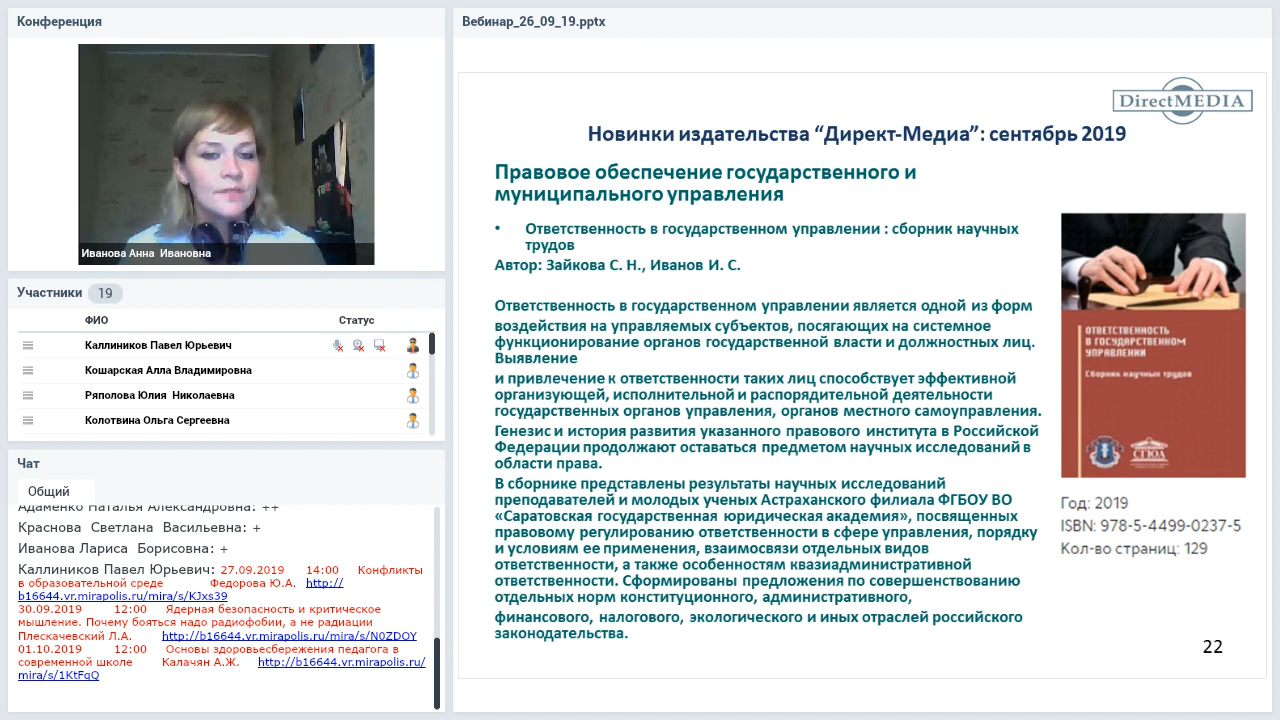 Конференция
Иванова Анна  Ивановна
Участники 19
ФИО Статус
Каллиников Павел Юрьевич
Кошарская Алла Владимировна
Ряполова Юлия  Николаевна
Колотвина Ольга Сергеевна
Чат
Общий
Адаменко Наталья Александровна: ++
Краснова  Светлана  Васильевна: +
Иванова Лариса  Борисовна: +
Каллиников Павел Юрьевич: 27.09.2019 14:00 Конфликты
в образовательной среде Федорова Ю.А. http://
b16644.vr.mirapolis.ru/mira/s/KJxs39
30.09.2019 12:00 Ядерная безопасность и критическое
мышление. Почему бояться надо радиофобии, а не радиации
Плескачевский Л.А. http://b16644.vr.mirapolis.ru/mira/s/N0ZDOY
01.10.2019 12:00 Основы здоровьесбережения педагога в
современной школе Калачян А.Ж. http://b16644.vr.mirapolis.ru/
mira/s/1KtFqQ
Вебинар_26_09_19.pptx
DirectMEDIA
Новинки издательства “Директ-Медиа”: сентябрь 2019
Правовое обеспечение государственного и
муниципального управления
• Ответственность в государственном управлении : сборник научных
трудов
Автор: Зайкова С. Н., Иванов И. С.
Ответственность в государственном управлении является одной из форм
воздействия на управляемых субъектов, посягающих на системное
функционирование органов государственной власти и должностных лиц.
Выявление
и привлечение к ответственности таких лиц способствует эффективной
организующей, исполнительной и распорядительной деятельности
государственных органов управления, органов местного самоуправления.
Генезис и история развития указанного правового института в Российской
Федерации продолжают оставаться предметом научных исследований в
области права.
В сборнике представлены результаты научных исследований
преподавателей и молодых ученых Астраханского филиала ФГБОУ ВО
«Саратовская государственная юридическая академия», посвященных
правовому регулированию ответственности в сфере управления, порядку
и условиям ее применения, взаимосвязи отдельных видов
ответственности, а также особенностям квазиадминистративной
ответственности. Сформированы предложения по совершенствованию
отдельных норм конституционного, административного,
финансового, налогового, экологического и иных отраслей российского
законодательства.
ОТВЕТСТВЕННОСТЬ
В ГОСУДАРСТВЕННОМ
УПРАВЛЕНИИ
Сборник научных трудов
СГЮА
Год: 2019
ISBN: 978-5-4499-0237-5
Кол-во страниц: 129
22